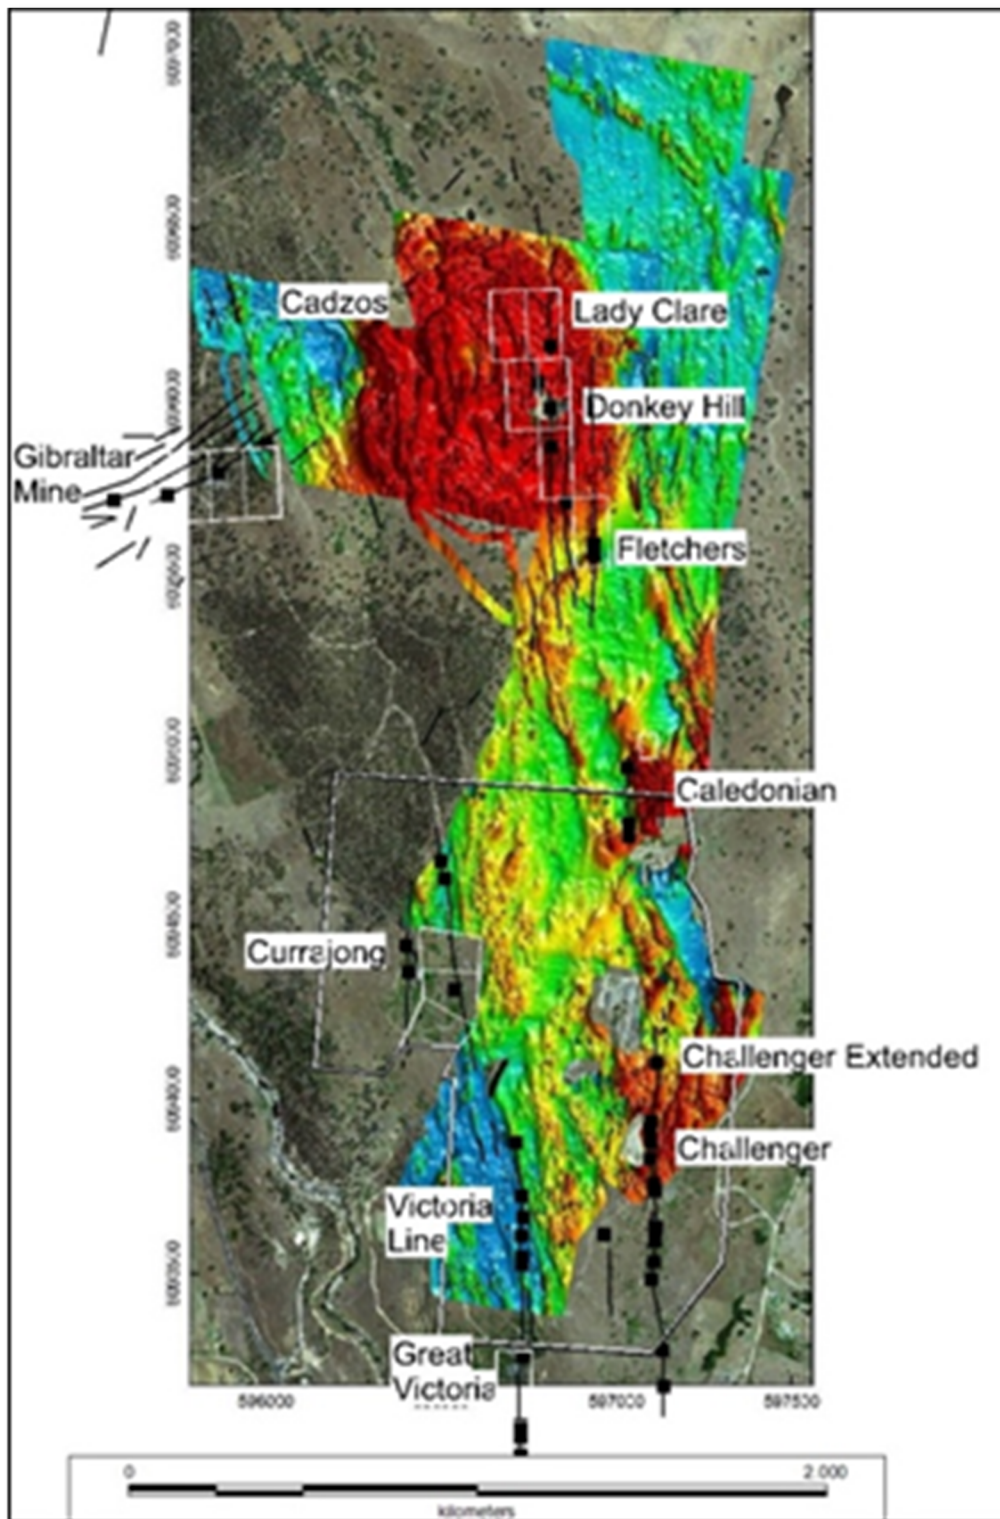 Cadzos
Lady Clare
Donkey Hill
Gibraltar
Mine
Fletchers
Caledonian
Currajong
Challenger Extended
Challenger
Victoria
Line
Great
Victoria
596000
597000
597500
0
2.000
kilometers